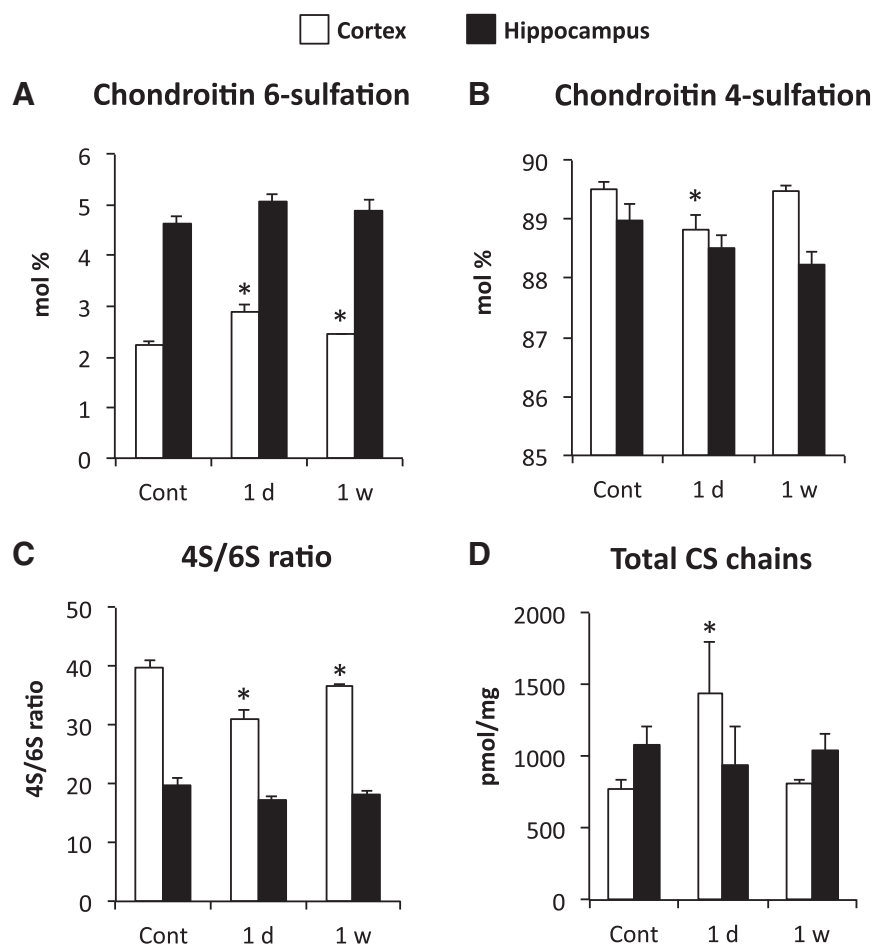 Cortex Hippocampus
A Chondroitin 6-sulfation
6
5
4
3
2
1
0
mol %
*
*
Cont 1 d 1 w
B Chondroitin 4-sulfation
90
89
88
87
86
85
mol %
*
Cont 1 d 1 w
C 4S/6S ratio
50
40
30
20
10
0
4S/6S ratio
*
*
Cont 1 d 1 w
D Total CS chains
2000
1500
1000
500
0
pmol/mg
*
Cont 1 d 1 w